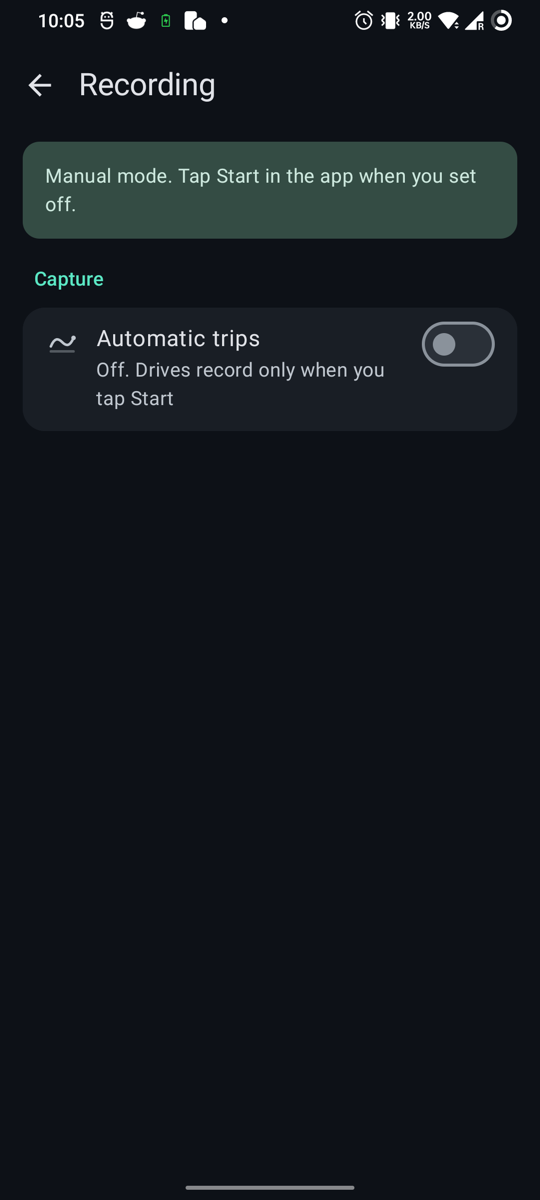 10:05
2.00
KB/S
R
Recording
Manual mode. Tap Start in the app when you set
off.
Capture
Automatic trips
Off. Drives record only when you
tap Start